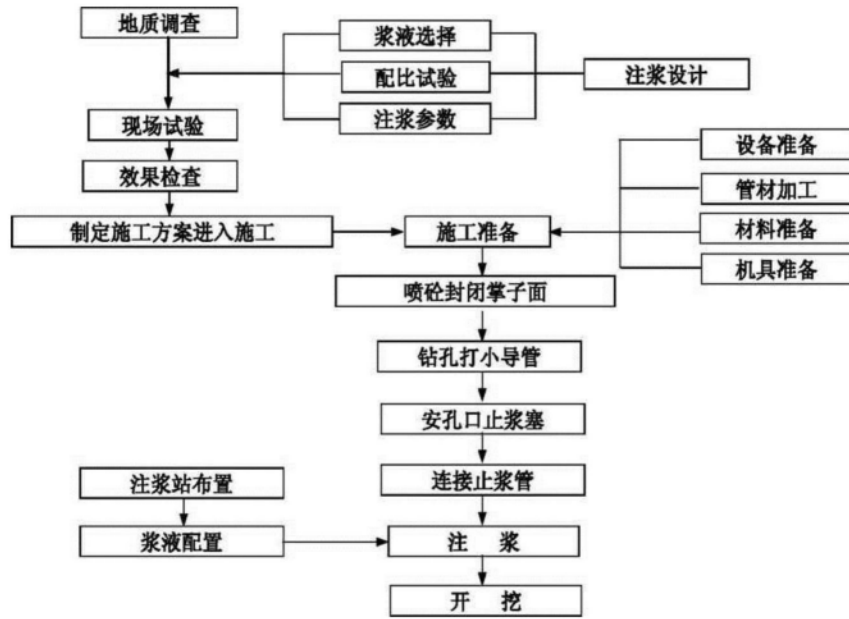 地质调查
浆液选择
配比试验
注浆设计
注浆参数
现场试验
设备准备
效果检查
管材加工
制定施工方案进入施工
施工准备
材料准备
机具准备
喷砼封闭掌子面
钻孔打小导管
安孔口止浆塞
注浆站布置
连接止浆管
浆液配置
注 浆
开 挖